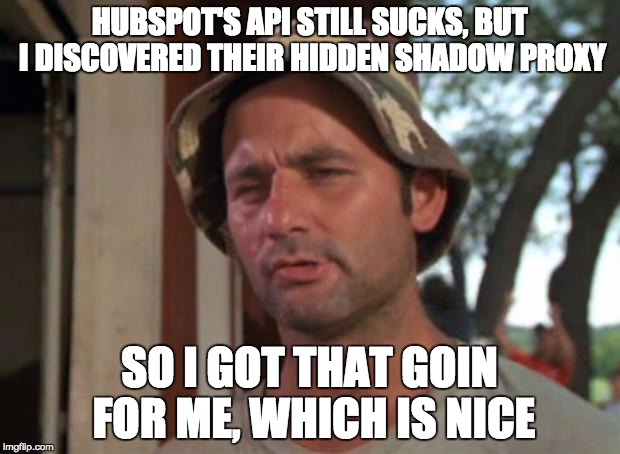 HUBSPOT'S API STILL SUCKS, BUT
I DISCOVERED THEIR HIDDEN SHADOW PROXY
SO I GOT THAT GOIN
FOR ME, WHICH IS NICE
imgflip.com